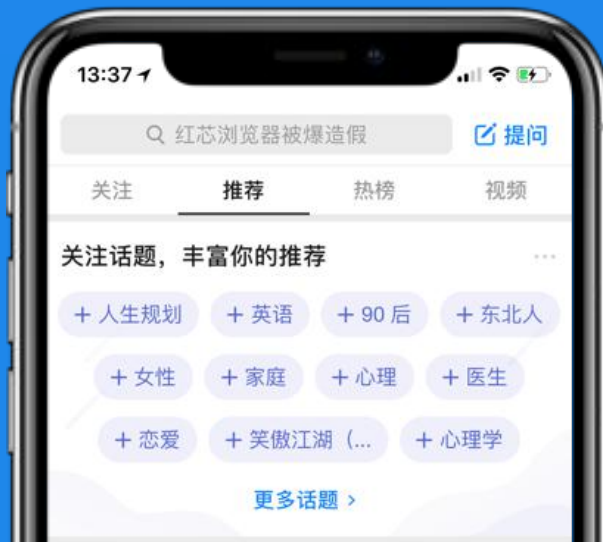 13:37
红芯浏览器被爆造假 提问
关注 推荐 热榜 视频
关注话题，丰富你的推荐
+ 人生规划 + 英语 + 90 后 + 东北人
+ 女性 + 家庭 + 心理 + 医生
+ 恋爱 + 笑傲江湖（... + 心理学
更多话题 >